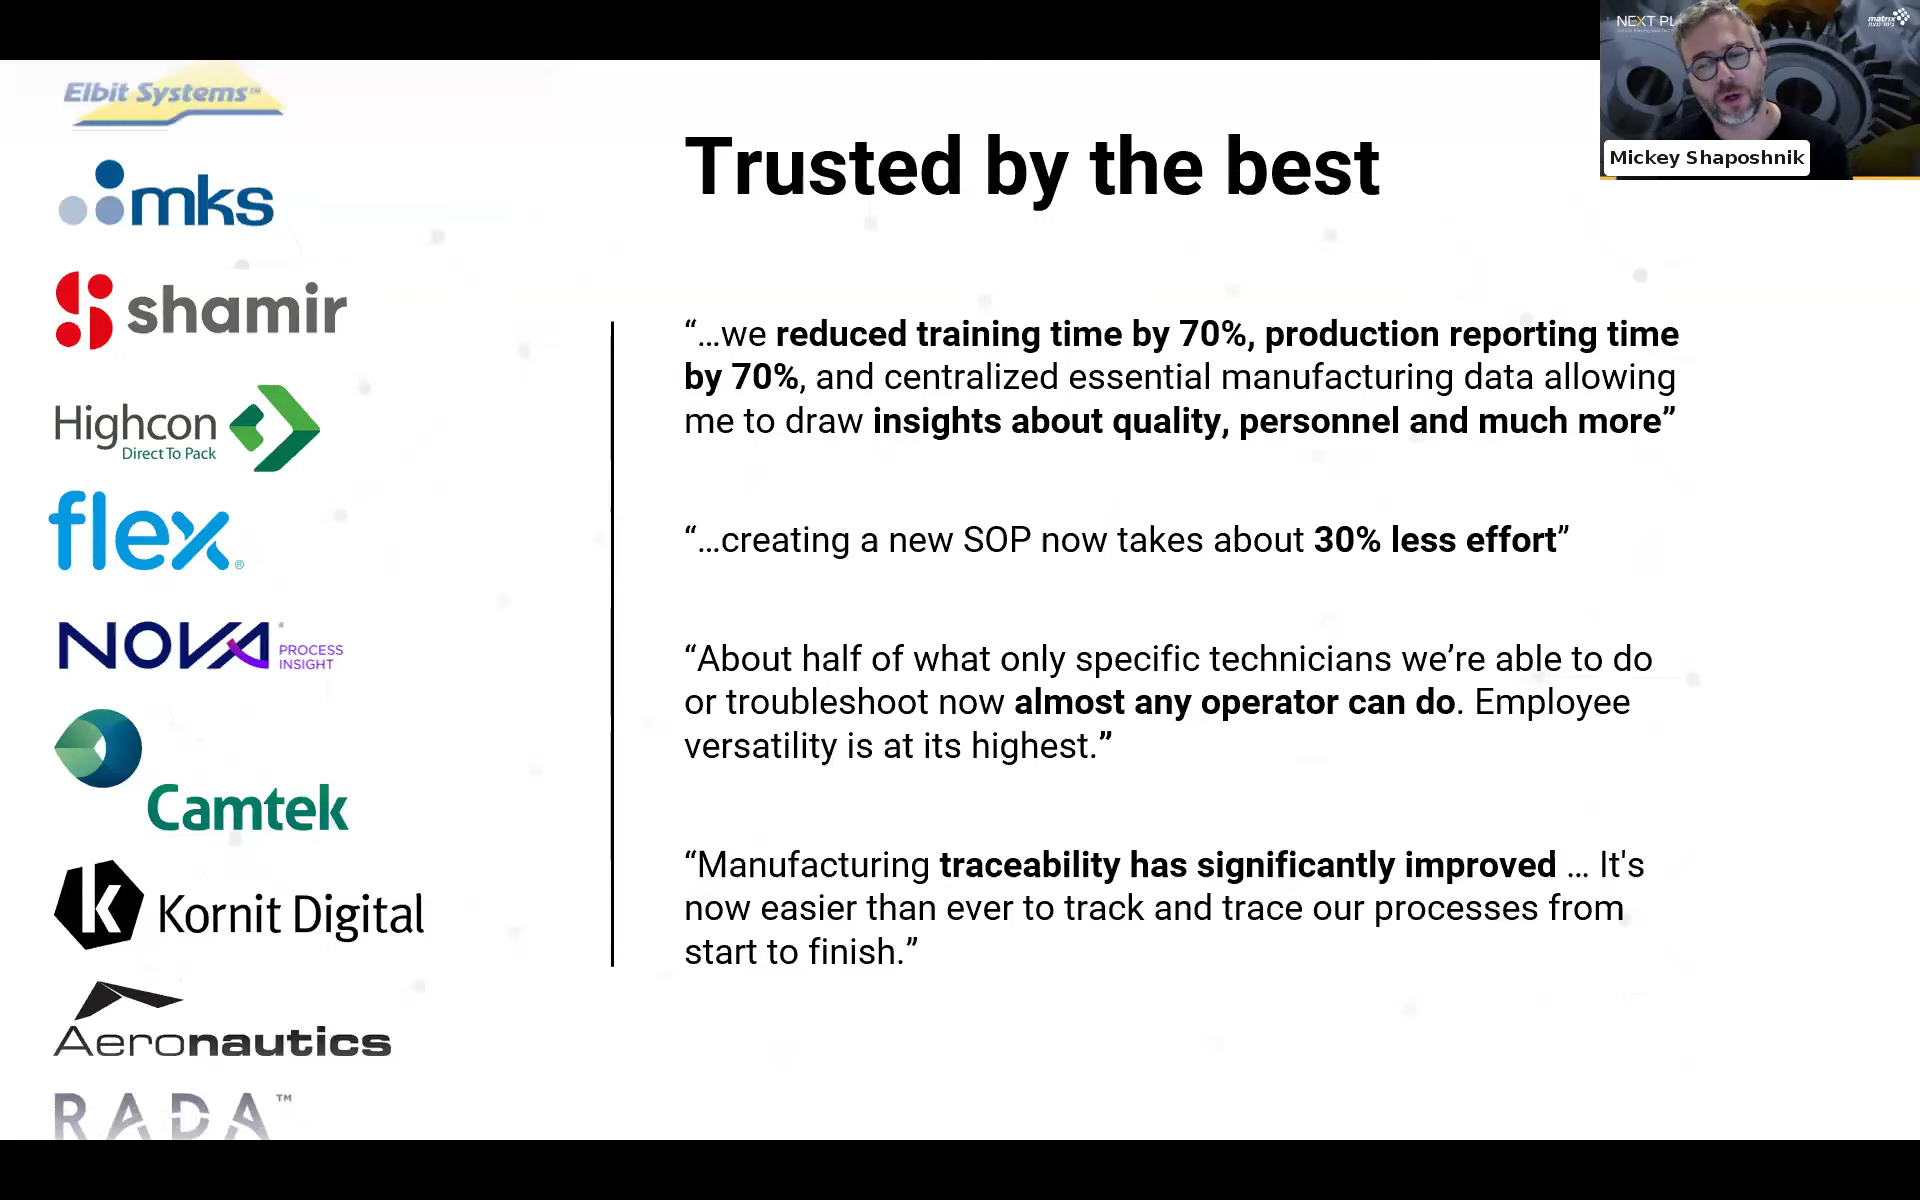 NEXT PL
matrix
Mickey Shaposhnik
Elbit Systems™
mks
shamir
Highcon
Direct To Pack
flex®
NOVA PROCESS
INSIGHT
Camtek
k Kornit Digital
Aeronautics
RADA™
Trusted by the best
“...we reduced training time by 70%, production reporting time
by 70%, and centralized essential manufacturing data allowing
me to draw insights about quality, personnel and much more”
“...creating a new SOP now takes about 30% less effort”
“About half of what only specific technicians we’re able to do
or troubleshoot now almost any operator can do. Employee
versatility is at its highest.”
“Manufacturing traceability has significantly improved ... It's
now easier than ever to track and trace our processes from
start to finish.”